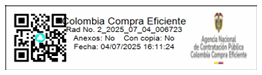 Colombia Compra Eficiente
Rad No. 2_2025_07_04_006723
Anexos: No Con copia: No
Fecha: 04/07/2025 16:11:24
Agencia Nacional
de Contratación Pública
Colombia Compra Eficiente